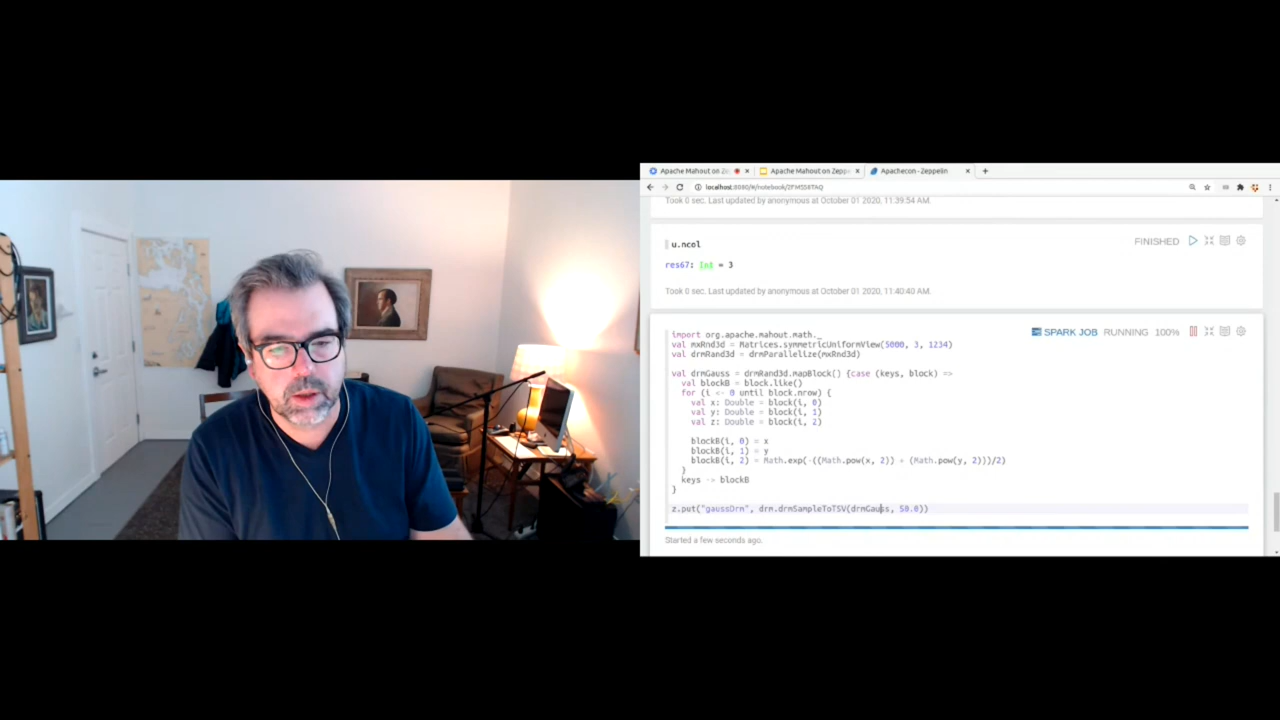 Apache Mahout on Ze
Apache Mahout on Zeppe
Apachecon - Zeppelin
localhost:8080/#/notebook/2FMSS8TAQ
Took 0 sec. Last updated by anonymous at October 01 2020, 11:39:54 AM.
u.ncol
FINISHED
res67: Int = 3
Took 0 sec. Last updated by anonymous at October 01 2020, 11:40:40 AM.
SPARK JOB RUNNING 100%
import org.apache.mahout.math._
val mxRnd3d = Matrices.symmetricUniformView(5000, 3, 1234)
val drmRand3d = drmParallelize(mxRnd3d)
val drmGauss = drmRand3d.mapBlock() {case (keys, block) =>
val blockB = block.like()
for (i <- 0 until block.nrow) {
val x: Double = block(i, 0)
val y: Double = block(i, 1)
val z: Double = block(i, 2)
blockB(i, 0) = x
blockB(i, 1) = y
blockB(i, 2) = Math.exp(-((Math.pow(x, 2)) + (Math.pow(y, 2)))/2)
}
keys -> blockB
}
z.put("gaussDrm", drm.drmSampleToTSV(drmGauss, 50.0))
Started a few seconds ago.